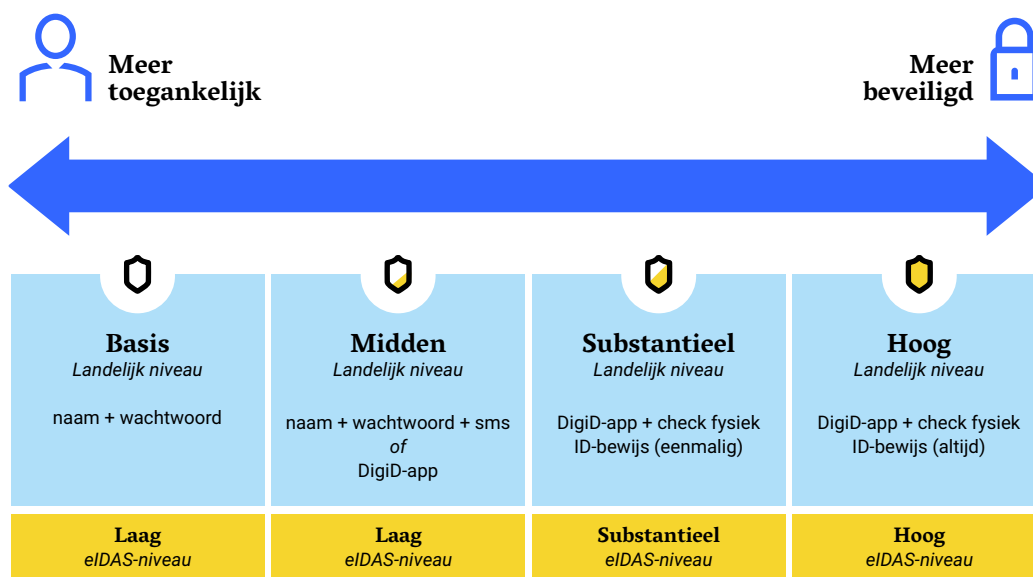 Meer
toegankelijk
Meer
beveiligd
Basis
Landelijk niveau
naam + wachtwoord
Midden
Landelijk niveau
naam + wachtwoord + sms
of
DigiD-app
Substantieel
Landelijk niveau
DigiD-app + check fysiek
ID-bewijs (eenmalig)
Hoog
Landelijk niveau
DigiD-app + check fysiek
ID-bewijs (altijd)
Laag
eIDAS-niveau
Laag
eIDAS-niveau
Substantieel
eIDAS-niveau
Hoog
eIDAS-niveau